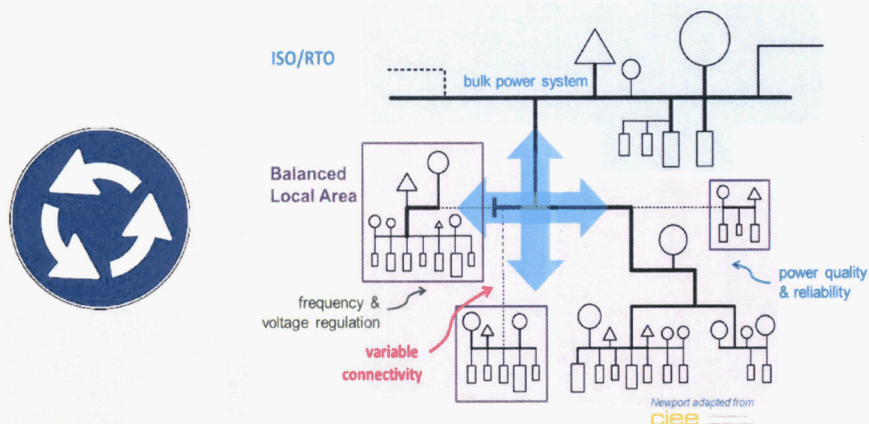 ISO/RTO
bulk power system
Balanced
Local Area
power quality
& reliability
frequency &
voltage regulation
variable
connectivity
Newport adapted from
ciee